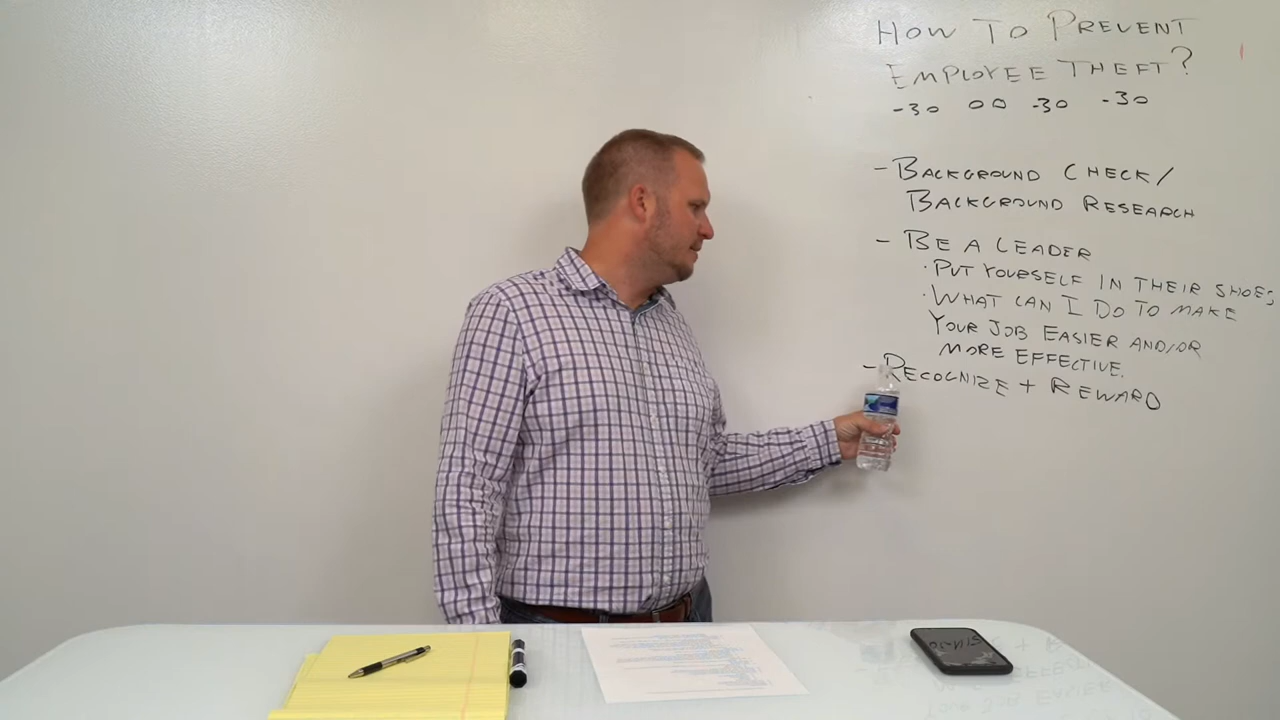 HOW TO PREVENT
EMPLOYEE THEFT?
-30 00 -30 -30
- BACKGROUND CHECK/
BACKGROUND RESEARCH
- BE A LEADER
· PUT YOURSELF IN THEIR SHOES
· WHAT CAN I DO TO MAKE
YOUR JOB EASIER AND/OR
MORE EFFECTIVE.
- RECOGNIZE + REWARD